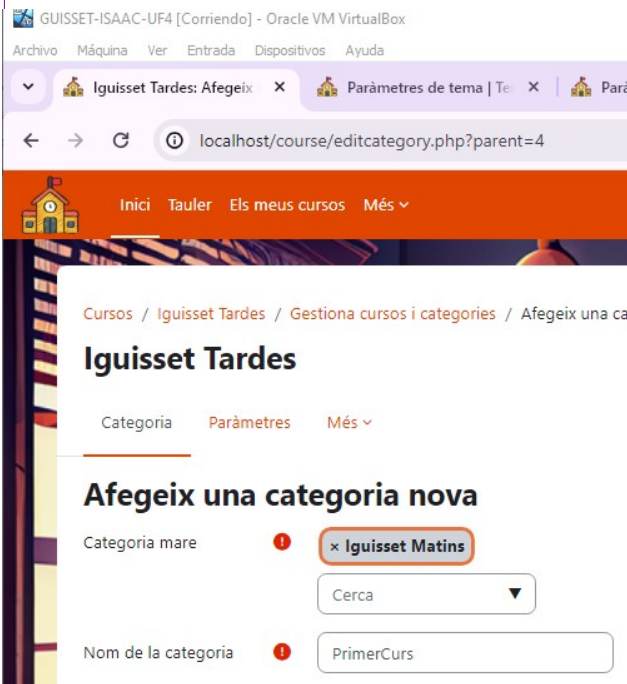 GUISSET-ISAAC-UF4 [Corriendo] - Oracle VM VirtualBox
Archivo Máquina Ver Entrada Dispositivos Ayuda
Iguisset Tardes: Afegeix × Paràmetres de tema | Te × Parà
localhost/course/editcategory.php?parent=4
Inici Tauler Els meus cursos Més
Cursos / Iguisset Tardes / Gestiona cursos i categories / Afegeix una ca
Iguisset Tardes
Categoria Paràmetres Més
Afegeix una categoria nova
Categoria mare × Iguisset Matins
Cerca ▼
Nom de la categoria PrimerCurs